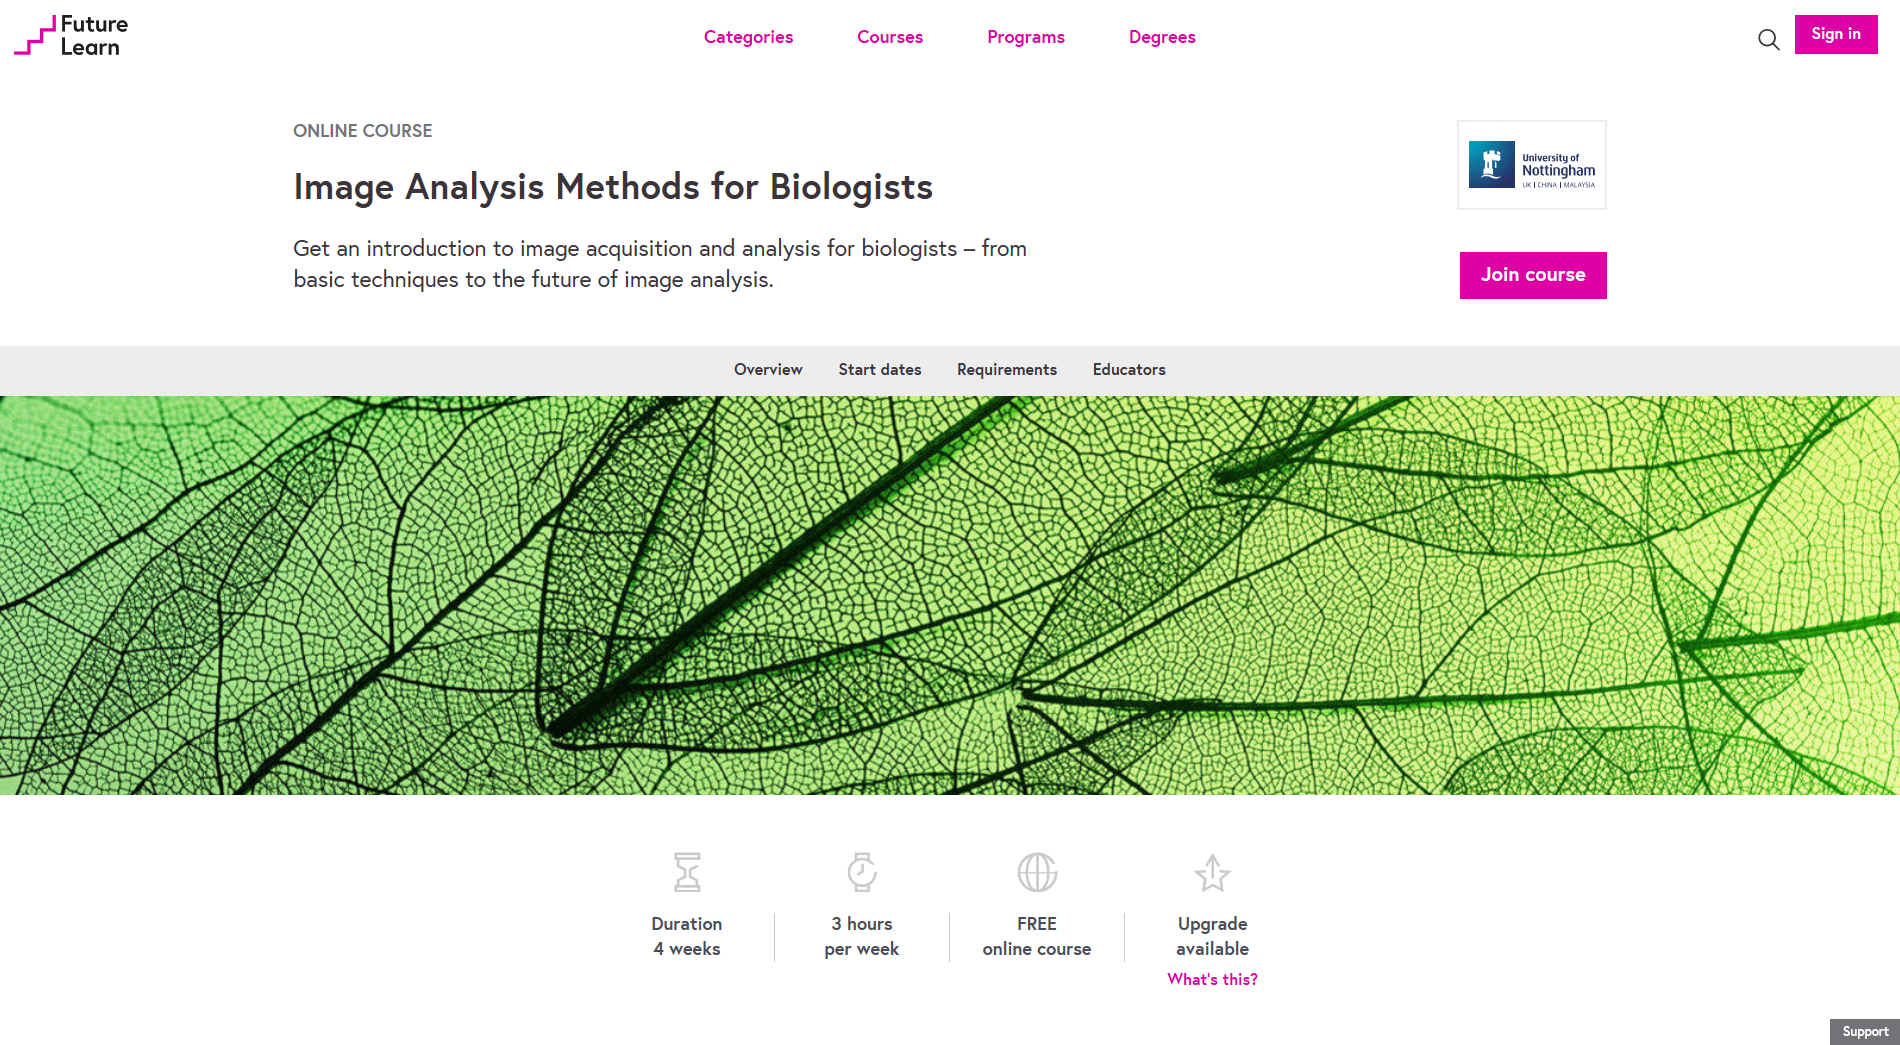 Future
Learn
Categories
Courses
Programs
Degrees
Sign in
ONLINE COURSE
Image Analysis Methods for Biologists
Get an introduction to image acquisition and analysis for biologists – from
basic techniques to the future of image analysis.
University of
Nottingham
UK | CHINA | MALAYSIA
Join course
Overview
Start dates
Requirements
Educators
Duration
4 weeks
3 hours
per week
FREE
online course
Upgrade
available
What's this?
Support